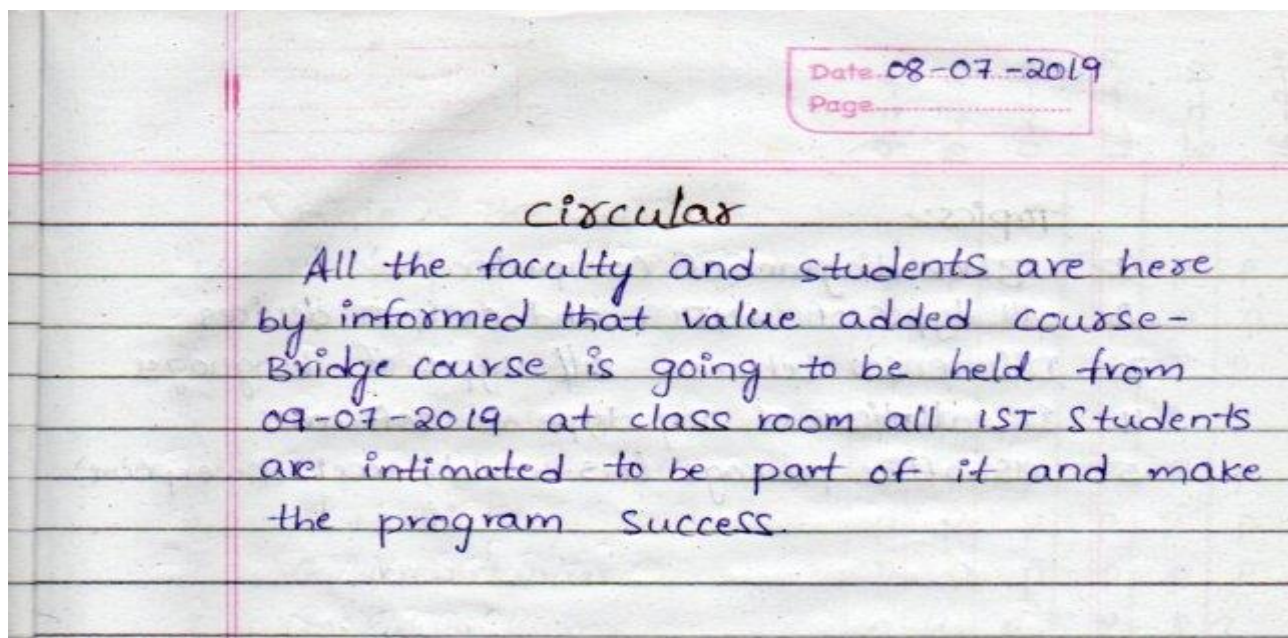 Date 08-07-2019
Page
circular
All the faculty and students are here
by informed that value added course-
Bridge course is going to be held from
09-07-2019 at class room all IST Students
are intimated to be part of it and make
the program success.